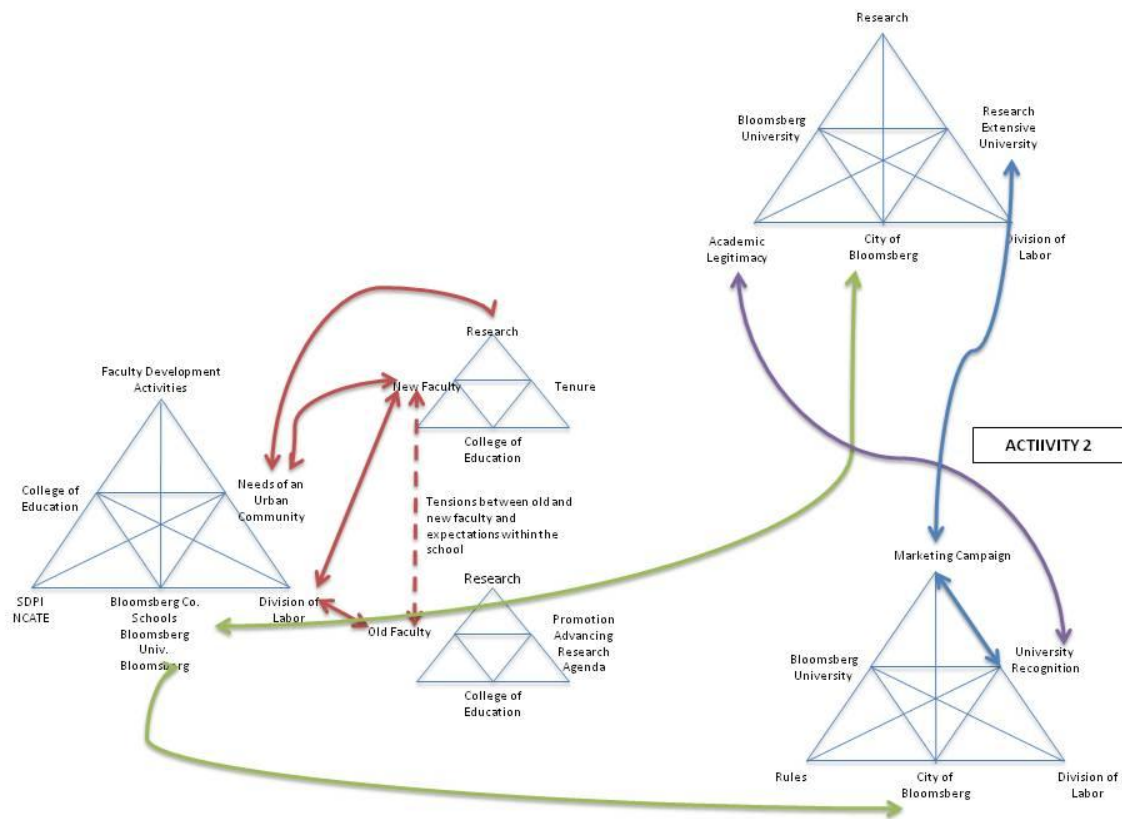 Research
Bloomsberg
University
Research
Extensive
University
Academic
Legitimacy
City of
Bloomsberg
Division of
Labor
Research
New Faculty
Tenure
College of
Education
Faculty Development
Activities
College of
Education
Needs of an
Urban
Community
SDPI
NCATE
Bloomsberg Co.
Schools
Bloomsberg
Univ.
Bloomsberg
Division of
Labor
Tensions between old and
new faculty and
expectations within the
school
Research
Old Faculty
Promotion
Advancing
Research
Agenda
College of
Education
ACTIIVITY 2
Marketing Campaign
Bloomsberg
University
University
Recognition
Rules
City of
Bloomsberg
Division of
Labor